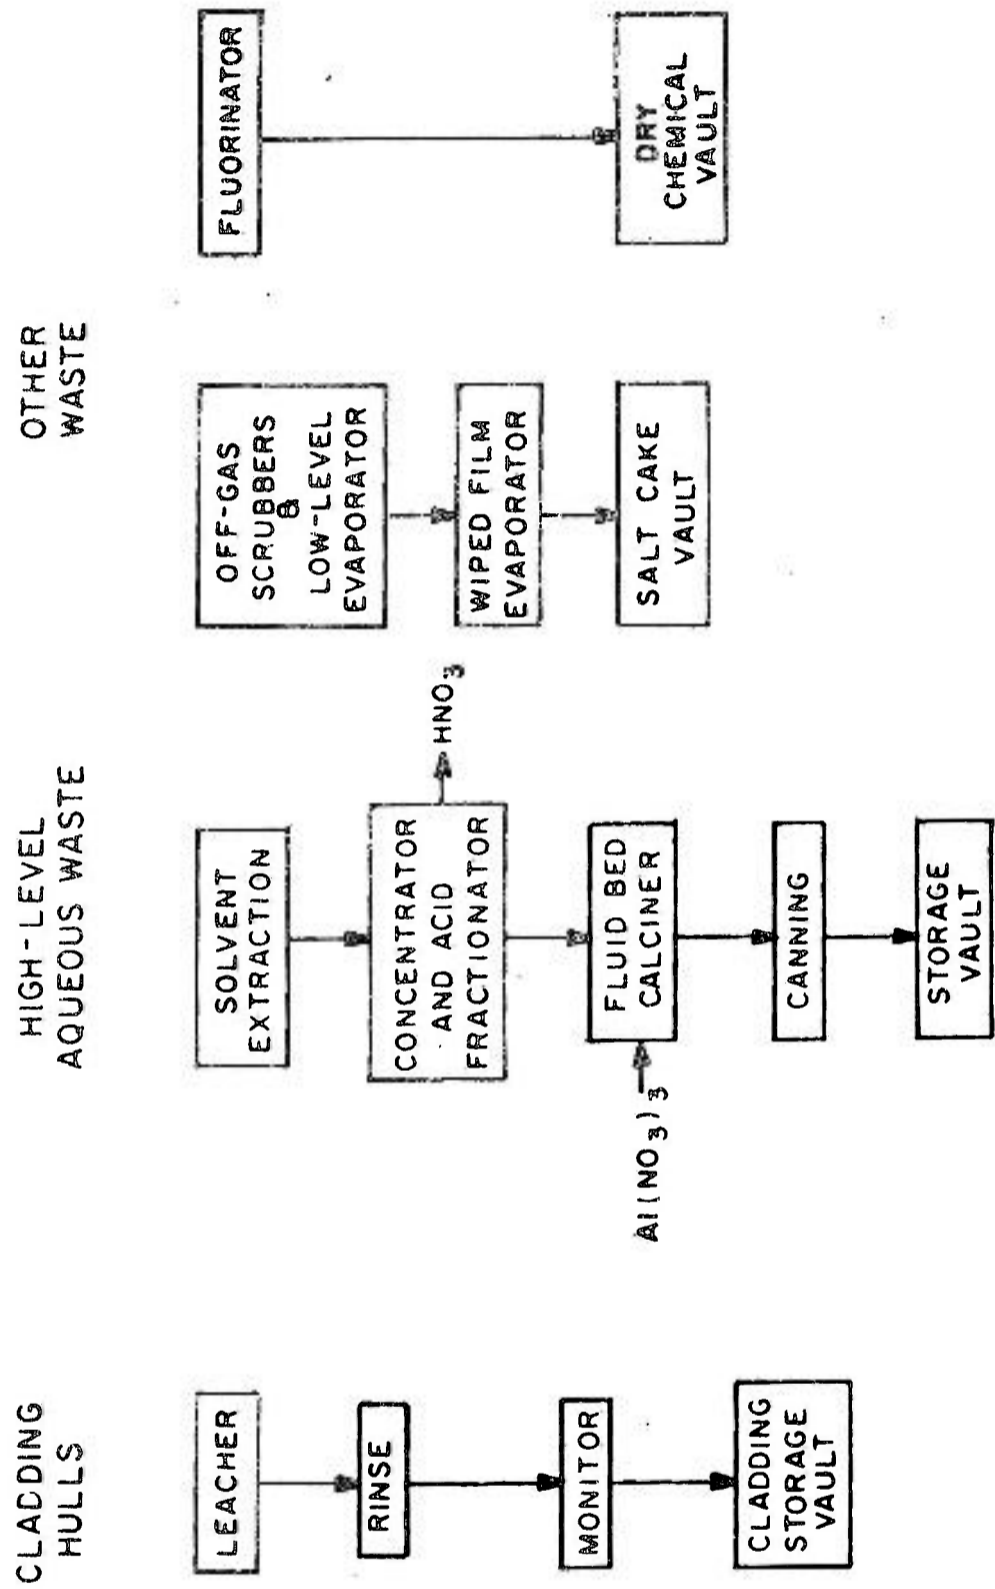 CLADDING
HULLS
LEACHER
RINSE
MONITOR
CLADDING
STORAGE
VAULT
HIGH-LEVEL
AQUEOUS WASTE
SOLVENT
EXTRACTION
CONCENTRATOR
AND ACID
FRACTIONATOR
HNO₃
Al(NO₃)₃
FLUID BED
CALCINER
CANNING
STORAGE
VAULT
OTHER
WASTE
OFF-GAS
SCRUBBERS
&
LOW-LEVEL
EVAPORATOR
WIPED FILM
EVAPORATOR
SALT CAKE
VAULT
FLUORINATOR
DRY
CHEMICAL
VAULT